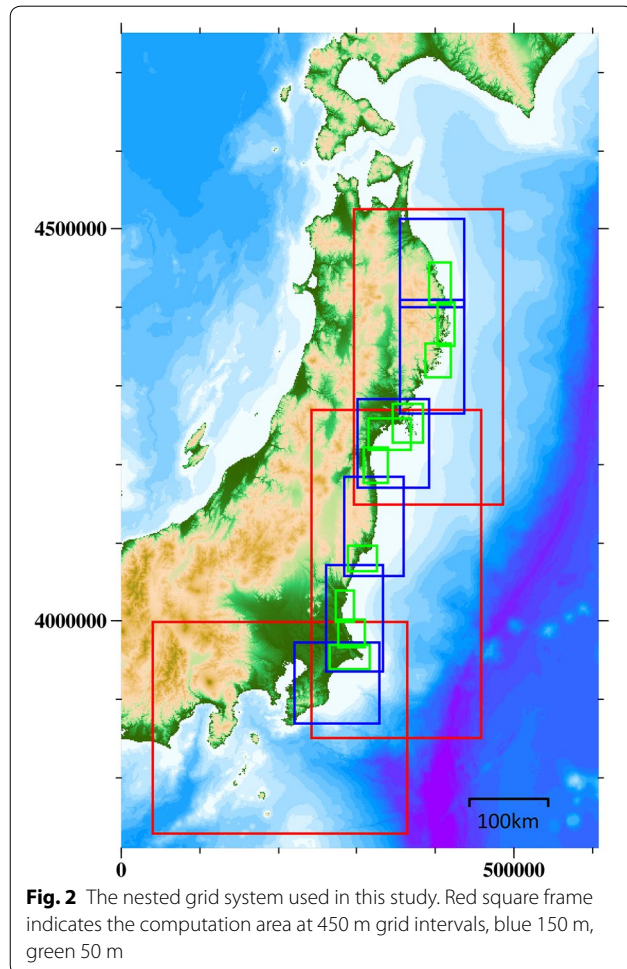 4500000
4000000
100km
0
500000
Fig. 2 The nested grid system used in this study. Red square frame
indicates the computation area at 450 m grid intervals, blue 150 m,
green 50 m